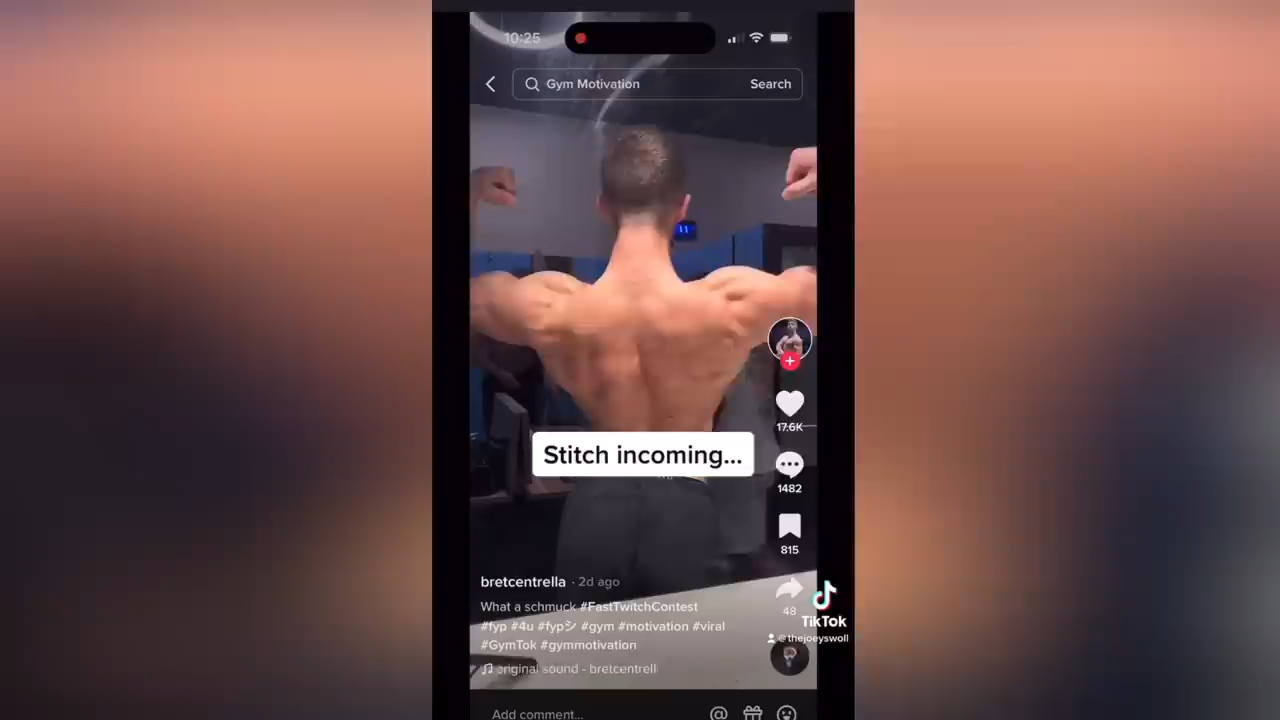 10:25
Gym Motivation Search
Stitch incoming...
17.6K
1482
815
bretcentrella · 2d ago
What a schmuck #FastTwitchContest
48
#fyp #4u #fypシ #gym #motivation #viral
TikTok
#GymTok #gymmotivation
@thejoeyswoll
original sound - bretcentrell
Add comment...